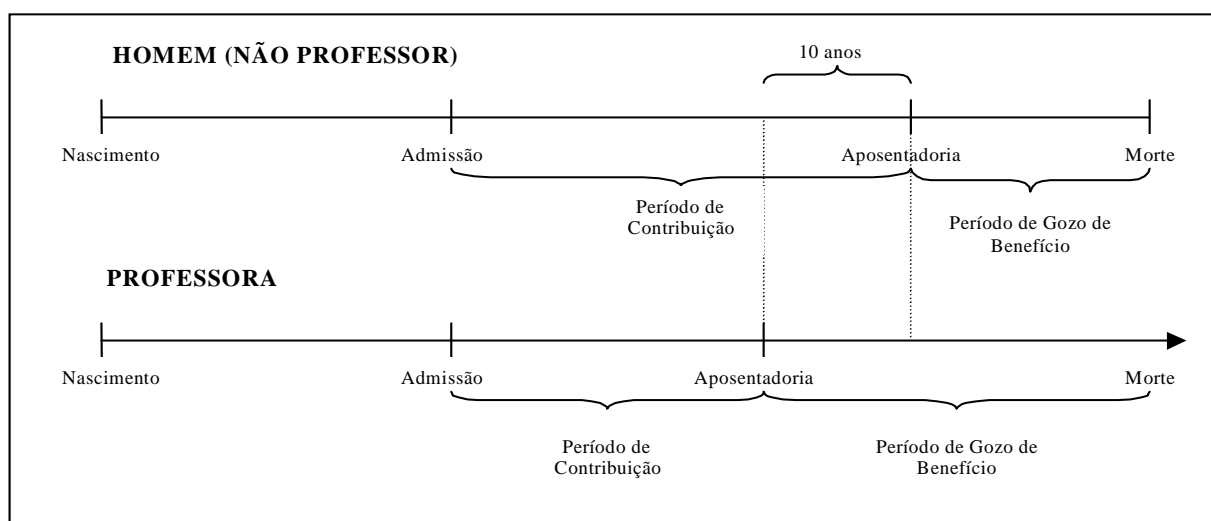 HOMEM (NÃO PROFESSOR)
10 anos
Nascimento
Admissão
Aposentadoria
Morte
Período de
Contribuição
Período de Gozo de
Benefício
PROFESSORA
Nascimento
Admissão
Aposentadoria
Morte
Período de
Contribuição
Período de Gozo de
Benefício